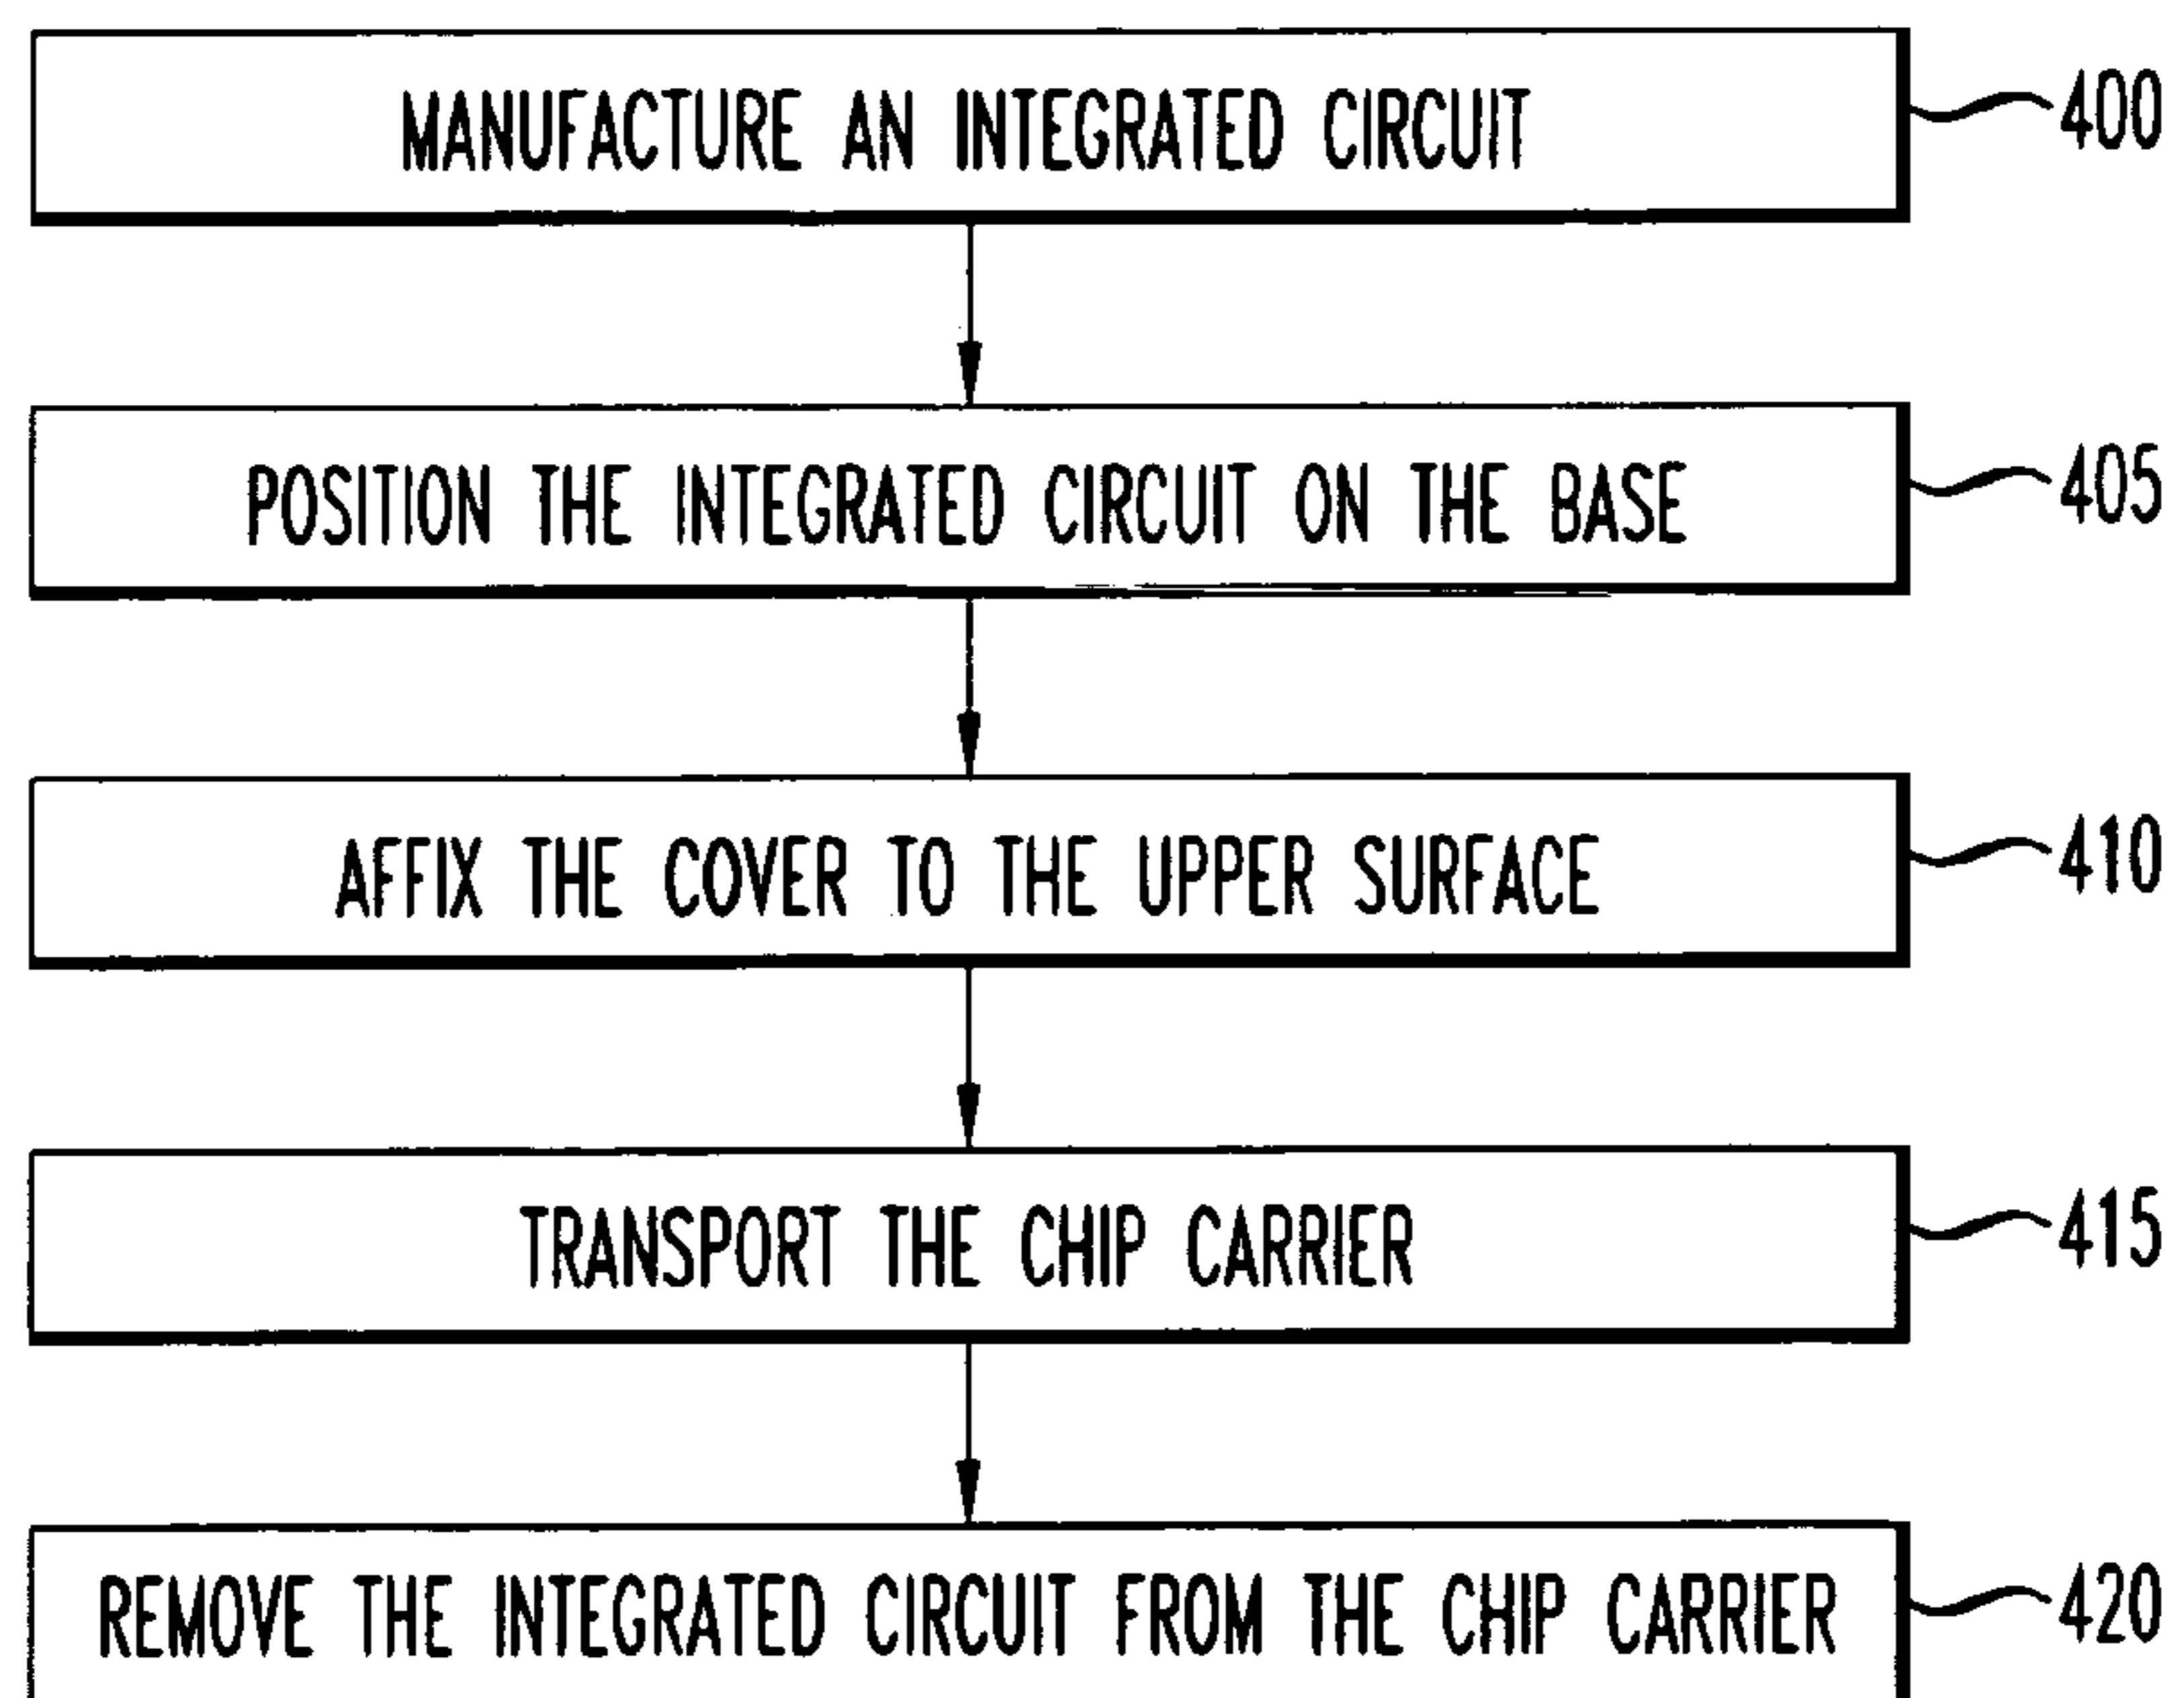 MANUFACTURE AN INTEGRATED CIRCUIT
400
POSITION THE INTEGRATED CIRCUIT ON THE BASE
405
AFFIX THE COVER TO THE UPPER SURFACE
410
TRANSPORT THE CHIP CARRIER
415
REMOVE THE INTEGRATED CIRCUIT FROM THE CHIP CARRIER
420